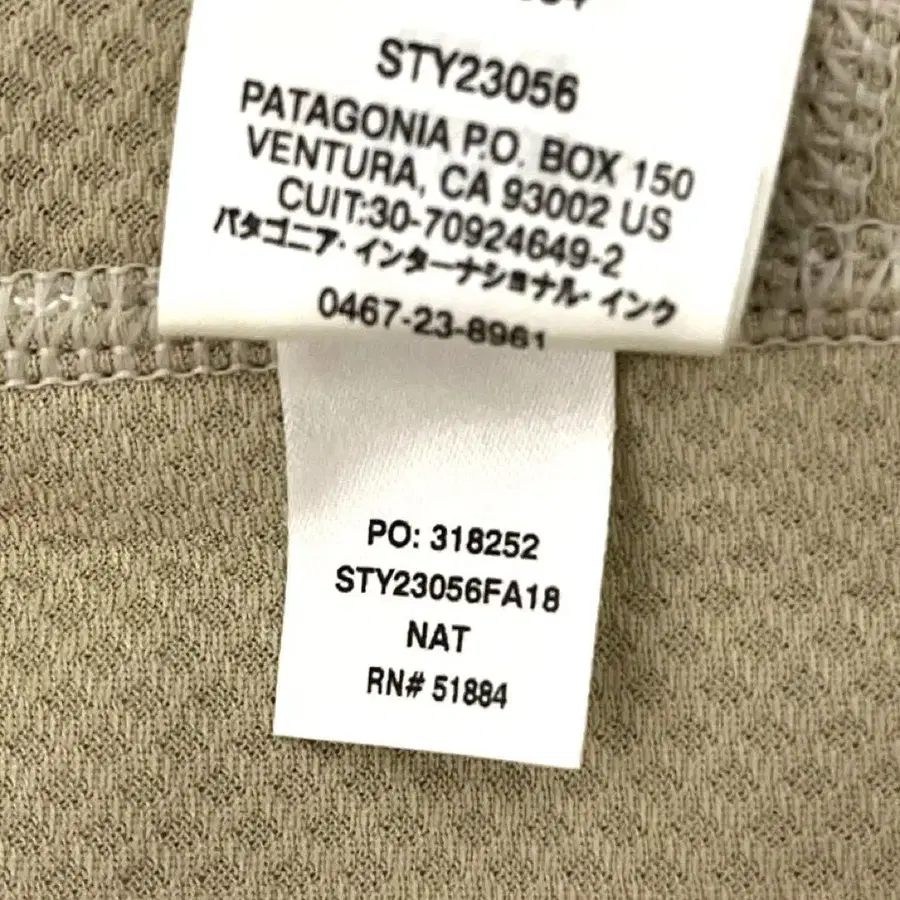 STY23056
PATAGONIA P.O. BOX 150
VENTURA, CA 93002 US
CUIT:30-70924649-2
パタゴニア・インターナショナル・インク
0467-23-8961
PO: 318252
STY23056FA18
NAT
RN# 51884